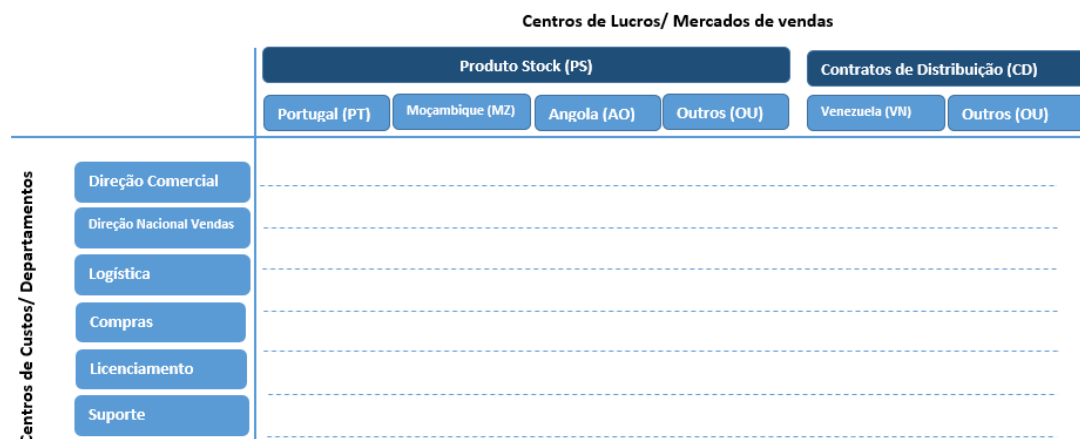 Centros de Lucros/ Mercados de vendas
Produto Stock (PS)
Contratos de Distribuição (CD)
Portugal (PT)
Moçambique (MZ)
Angola (AO)
Outros (OU)
Venezuela (VN)
Outros (OU)
Centros de Custos/ Departamentos
Direção Comercial
Direção Nacional Vendas
Logística
Compras
Licenciamento
Suporte